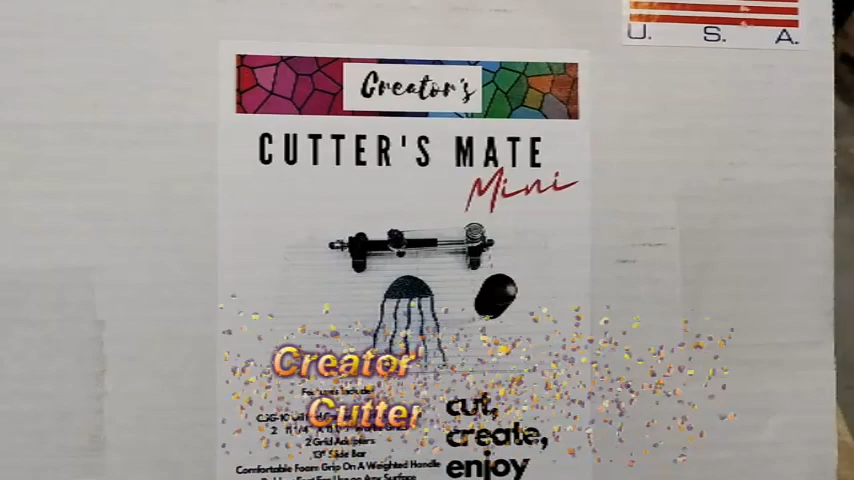 U. S. A.
Creator's
CUTTER'S MATE
Mini
Creator
Cutter
2 Grid Adapters
13" Slide Bar
Comfortable Foam Grip On A Weighted Handle
cut,
create,
enjoy